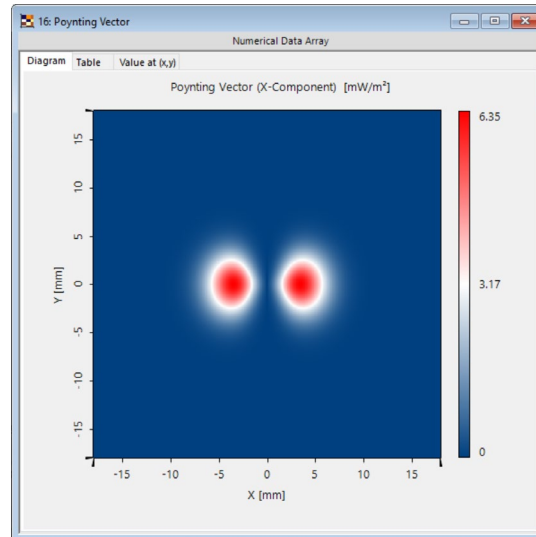 16: Poynting Vector
Numerical Data Array
Diagram Table Value at (x,y)
Poynting Vector (X-Component) [mW/m²]
6.35
3.17
0
Y [mm]
15
10
5
0
-5
-10
-15
-15 -10 -5 0 5 10 15
X [mm]